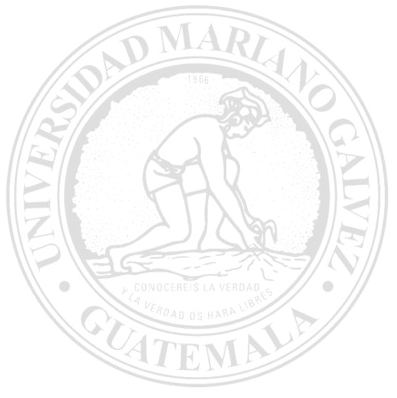 UNIVERSIDAD MARIANO GALVEZ
1966
CONOCEREIS LA VERDAD
Y LA VERDAD OS HARA LIBRES
GUATEMALA